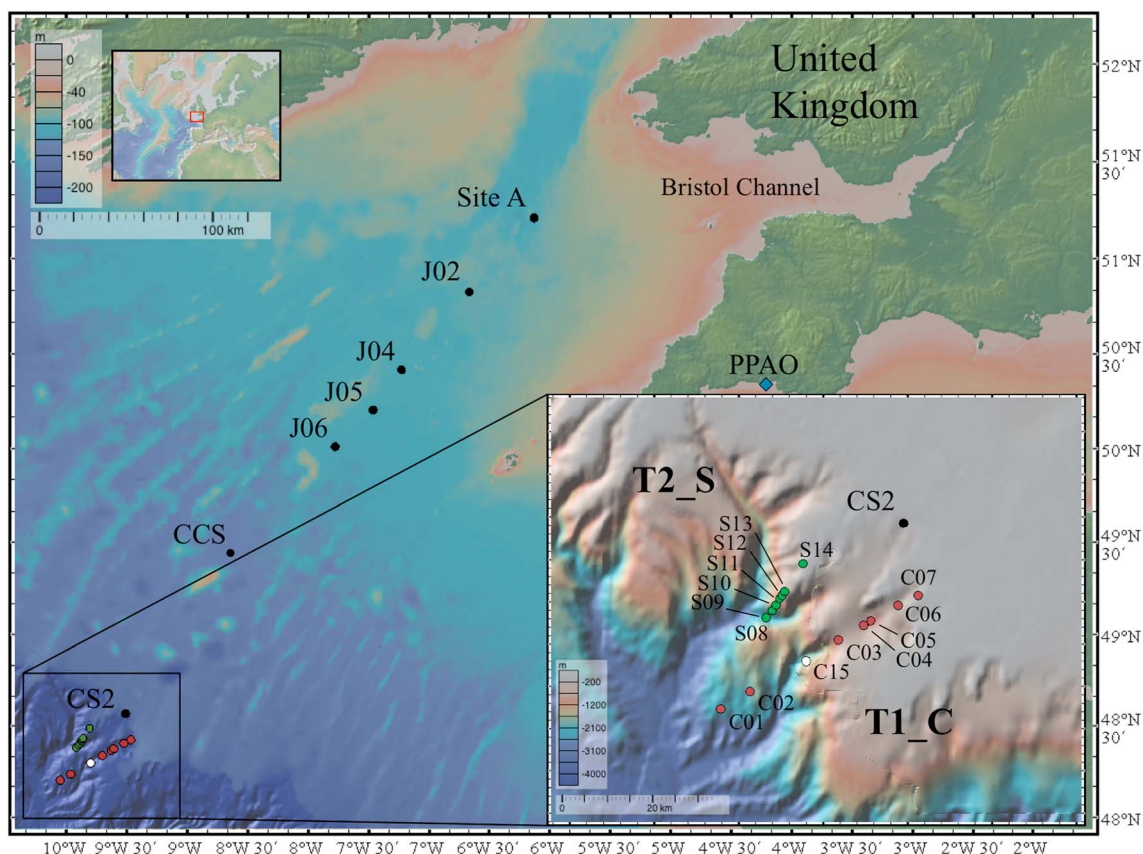 m
0
-40
-100
-150
-200
0 100 km
United
Kingdom
Bristol Channel
Site A
J02
J04
J05
J06
PPAO
CCS
CS2
T2_S
CS2
S13
S12
S11
S10
S09
S08
S14
C07
C06
C05
C04
C03
C15
C02
C01
T1_C
m
-200
-1200
-2100
-3100
-4000
0 20 km
52°N
51°N
30′
51°N
50°N
30′
50°N
49°N
30′
49°N
48°N
30′
48°N
10°W 9°W 30′ 9°W 8°W 30′ 8°W 7°W 30′ 7°W 6°W 30′ 6°W 5°W 30′ 5°W 4°W 30′ 4°W 3°W 30′ 3°W 2°W 30′ 2°W